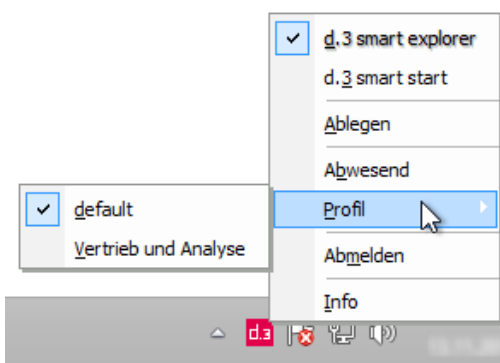 d.3 smart explorer
d.3 smart start
Ablegen
Abwesend
Profil
default
Vertrieb und Analyse
Abmelden
Info
d.3